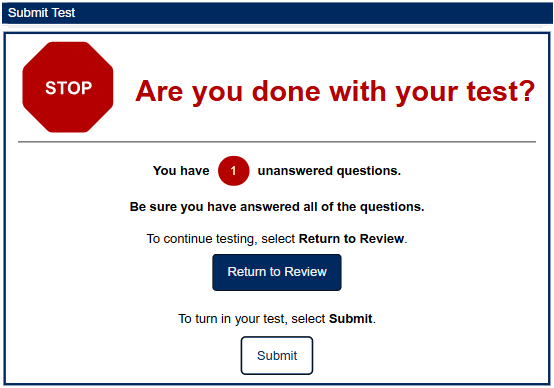 Submit Test
STOP
Are you done with your test?
You have 1 unanswered questions.
Be sure you have answered all of the questions.
To continue testing, select Return to Review.
Return to Review
To turn in your test, select Submit.
Submit